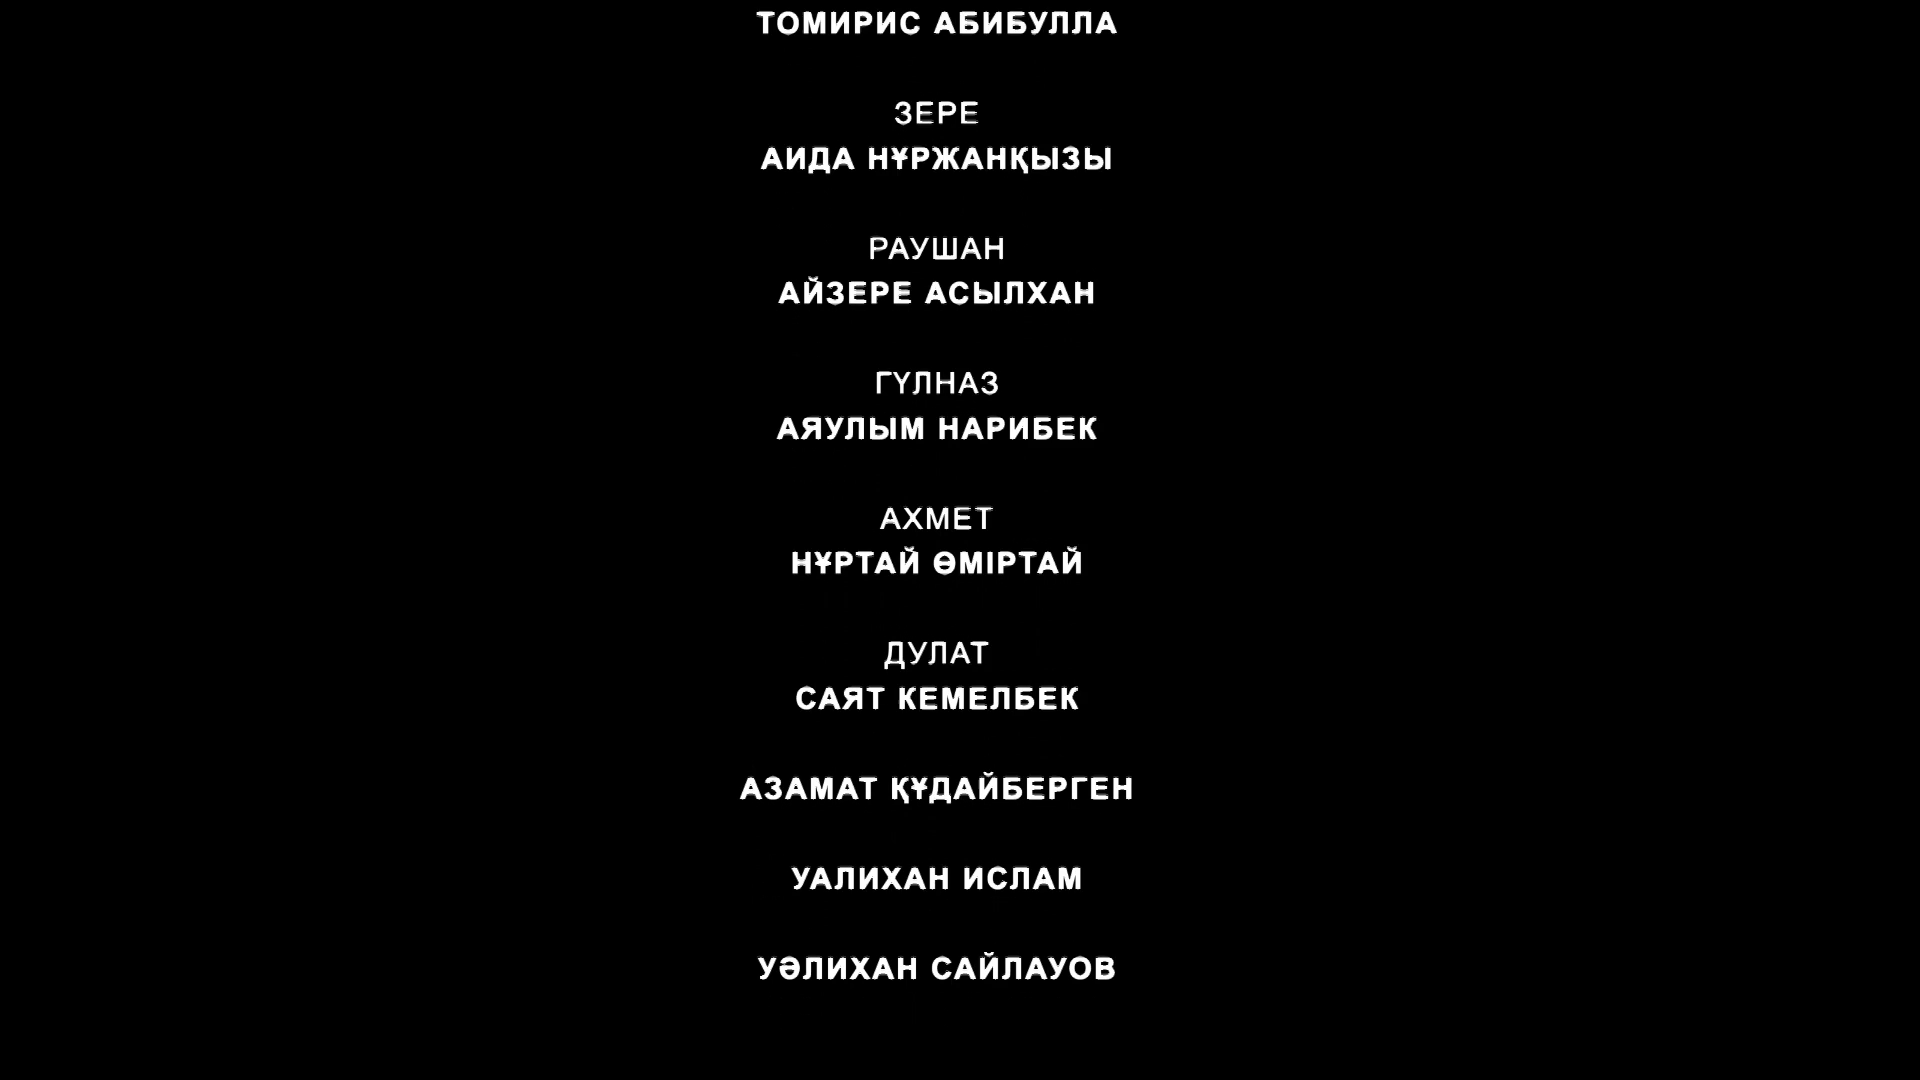 ТОМИРИС АБИБУЛЛА
ЗЕРЕ
АИДА НҰРЖАНҚЫЗЫ
РАУШАН
АЙЗЕРЕ АСЫЛХАН
ГҮЛНАЗ
АЯУЛЫМ НАРИБЕК
АХМЕТ
НҰРТАЙ ӨМІРТАЙ
ДУЛАТ
САЯТ КЕМЕЛБЕК
АЗАМАТ ҚҰДАЙБЕРГЕН
УАЛИХАН ИСЛАМ
УӘЛИХАН САЙЛАУОВ